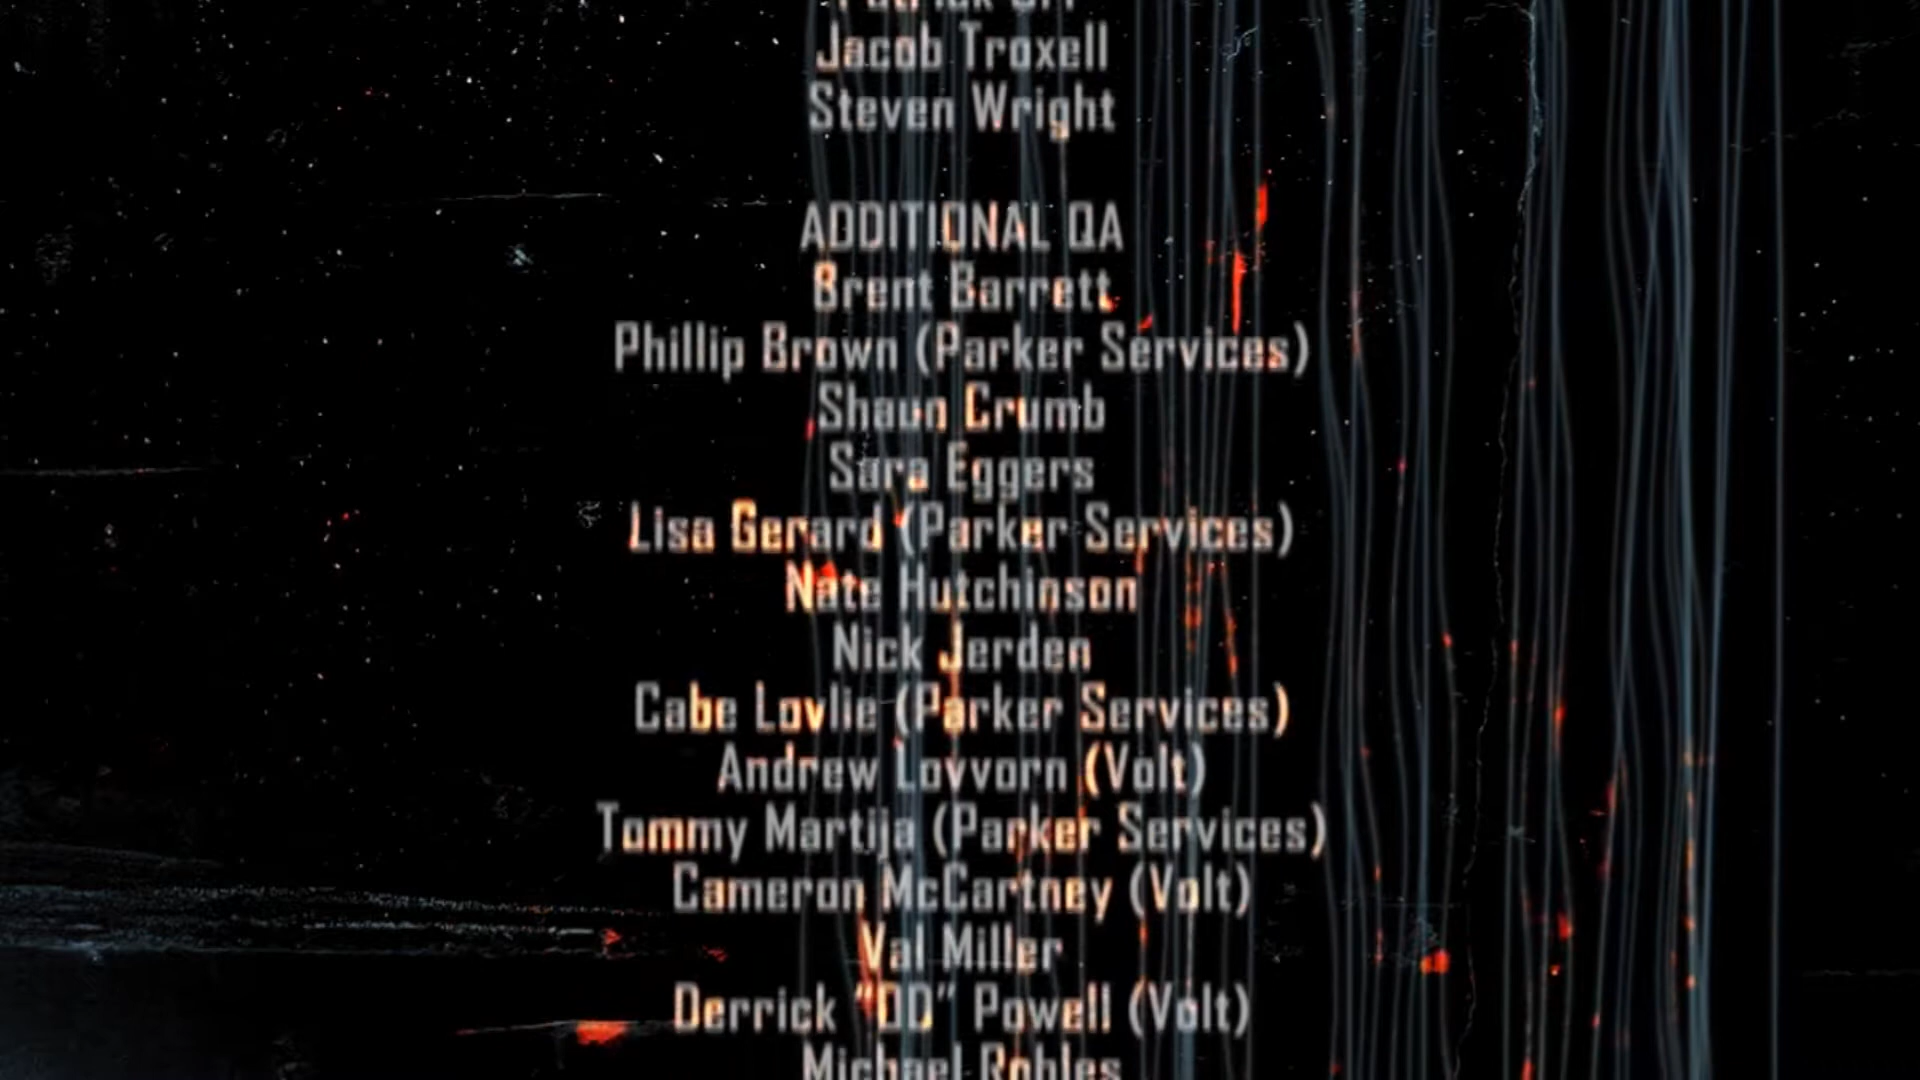 Jacob Troxell
Steven Wright
ADDITIONAL QA
Brent Barrett
Phillip Brown (Parker Services)
Shaun Crumb
Sara Eggers
Lisa Gerard (Parker Services)
Nate Hutchinson
Nick Jerden
Cabe Lovlie (Parker Services)
Andrew Lovvorn (Volt)
Tommy Martija (Parker Services)
Cameron McCartney (Volt)
Val Miller
Derrick "DD" Powell (Volt)
Michael Robles